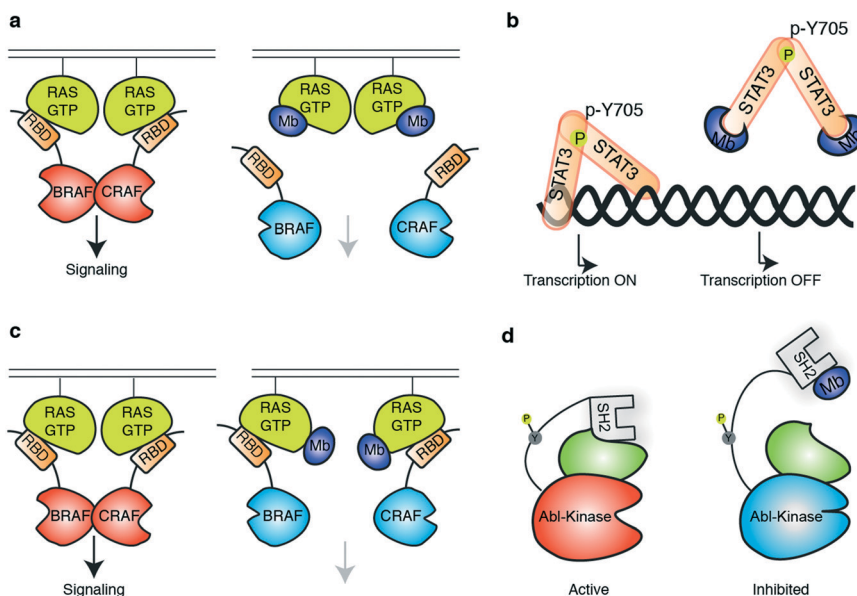 a
RAS
GTP
RAS
GTP
RBD
RBD
BRAF
CRAF
Signaling
RAS
GTP
RAS
GTP
Mb
Mb
RBD
RBD
BRAF
CRAF
b
p-Y705
P
STAT3
STAT3
Mb
Mb
p-Y705
P
STAT3
STAT3
Transcription ON
Transcription OFF
c
RAS
GTP
RAS
GTP
RBD
RBD
BRAF
CRAF
Signaling
RAS
GTP
RAS
GTP
RBD
Mb
Mb
RBD
BRAF
CRAF
d
P
Y
SH2
Abl-Kinase
Active
SH2
Mb
P
Y
Abl-Kinase
Inhibited